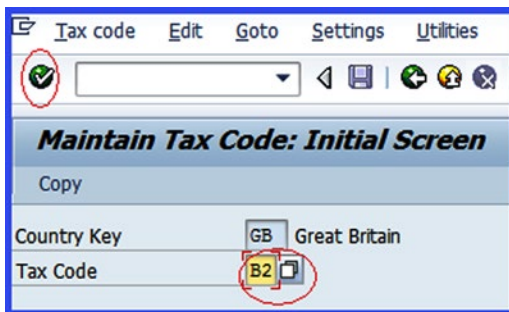 Tax code Edit Goto Settings Utilities
Maintain Tax Code: Initial Screen
Copy
Country Key GB Great Britain
Tax Code B2